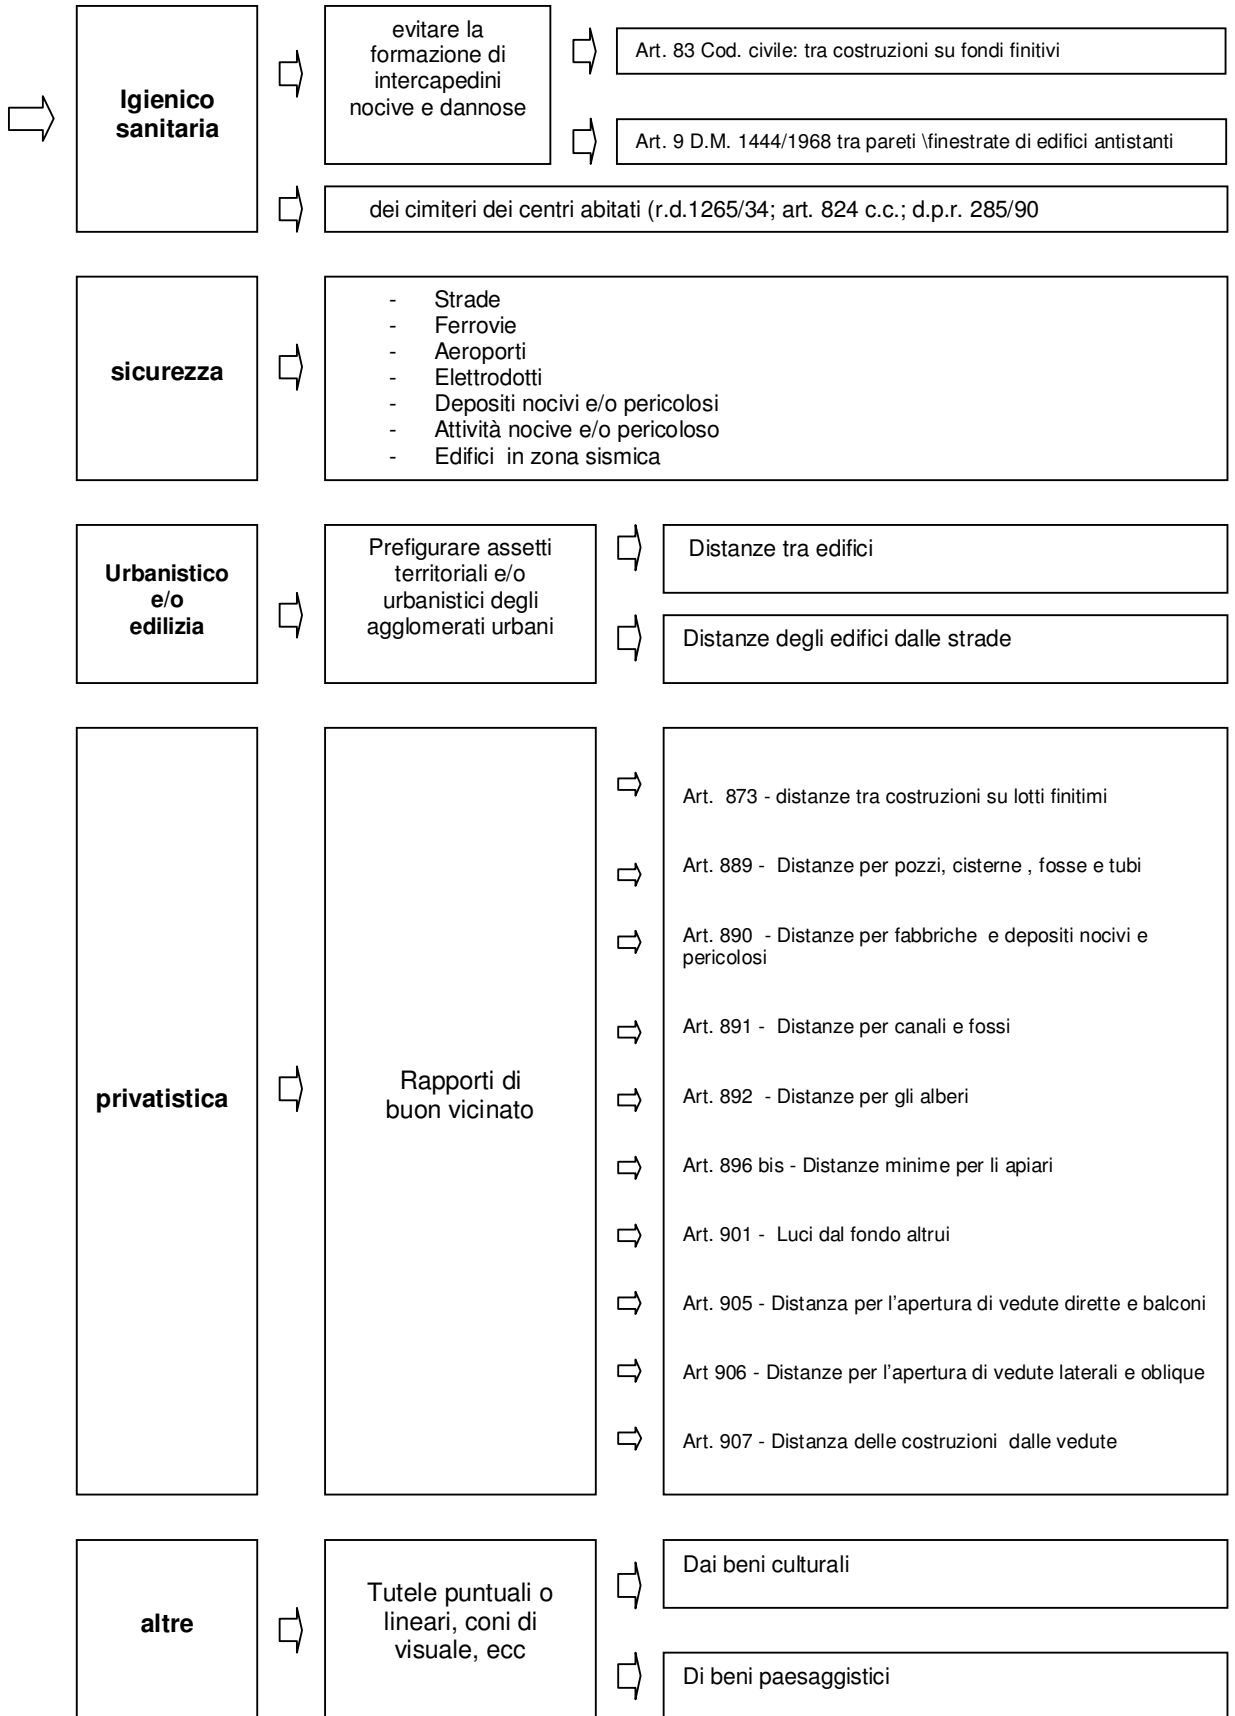 Igienico
sanitaria
evitare la
formazione di
intercapedini
nocive e dannose
Art. 83 Cod. civile: tra costruzioni su fondi finitivi
Art. 9 D.M. 1444/1968 tra pareti \finestrate di edifici antistanti
dei cimiteri dei centri abitati (r.d.1265/34; art. 824 c.c.; d.p.r. 285/90
sicurezza
- Strade
- Ferrovie
- Aeroporti
- Elettrodotti
- Depositi nocivi e/o pericolosi
- Attività nocive e/o pericoloso
- Edifici in zona sismica
Urbanistico
e/o
edilizia
Prefigurare assetti
territoriali e/o
urbanistici degli
agglomerati urbani
Distanze tra edifici
Distanze degli edifici dalle strade
privatistica
Rapporti di
buon vicinato
Art. 873 - distanze tra costruzioni su lotti finitimi
Art. 889 - Distanze per pozzi, cisterne , fosse e tubi
Art. 890 - Distanze per fabbriche e depositi nocivi e
pericolosi
Art. 891 - Distanze per canali e fossi
Art. 892 - Distanze per gli alberi
Art. 896 bis - Distanze minime per li apiari
Art. 901 - Luci dal fondo altrui
Art. 905 - Distanza per l'apertura di vedute dirette e balconi
Art 906 - Distanze per l'apertura di vedute laterali e oblique
Art. 907 - Distanza delle costruzioni dalle vedute
altre
Tutele puntuali o
lineari, coni di
visuale, ecc
Dai beni culturali
Di beni paesaggistici